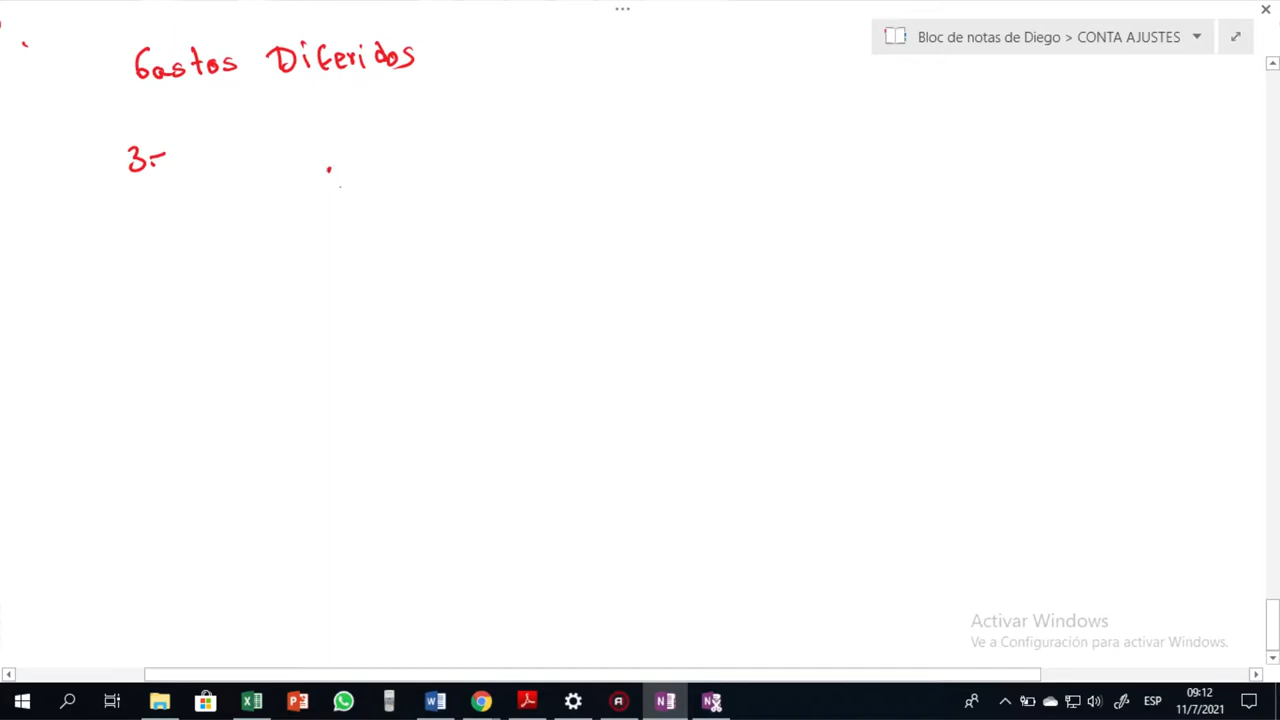 Bloc de notas de Diego > CONTA AJUSTES
Gastos Diferidos
3.-
Activar Windows
Ve a Configuración para activar Windows.
ESP
09:12
11/7/2021